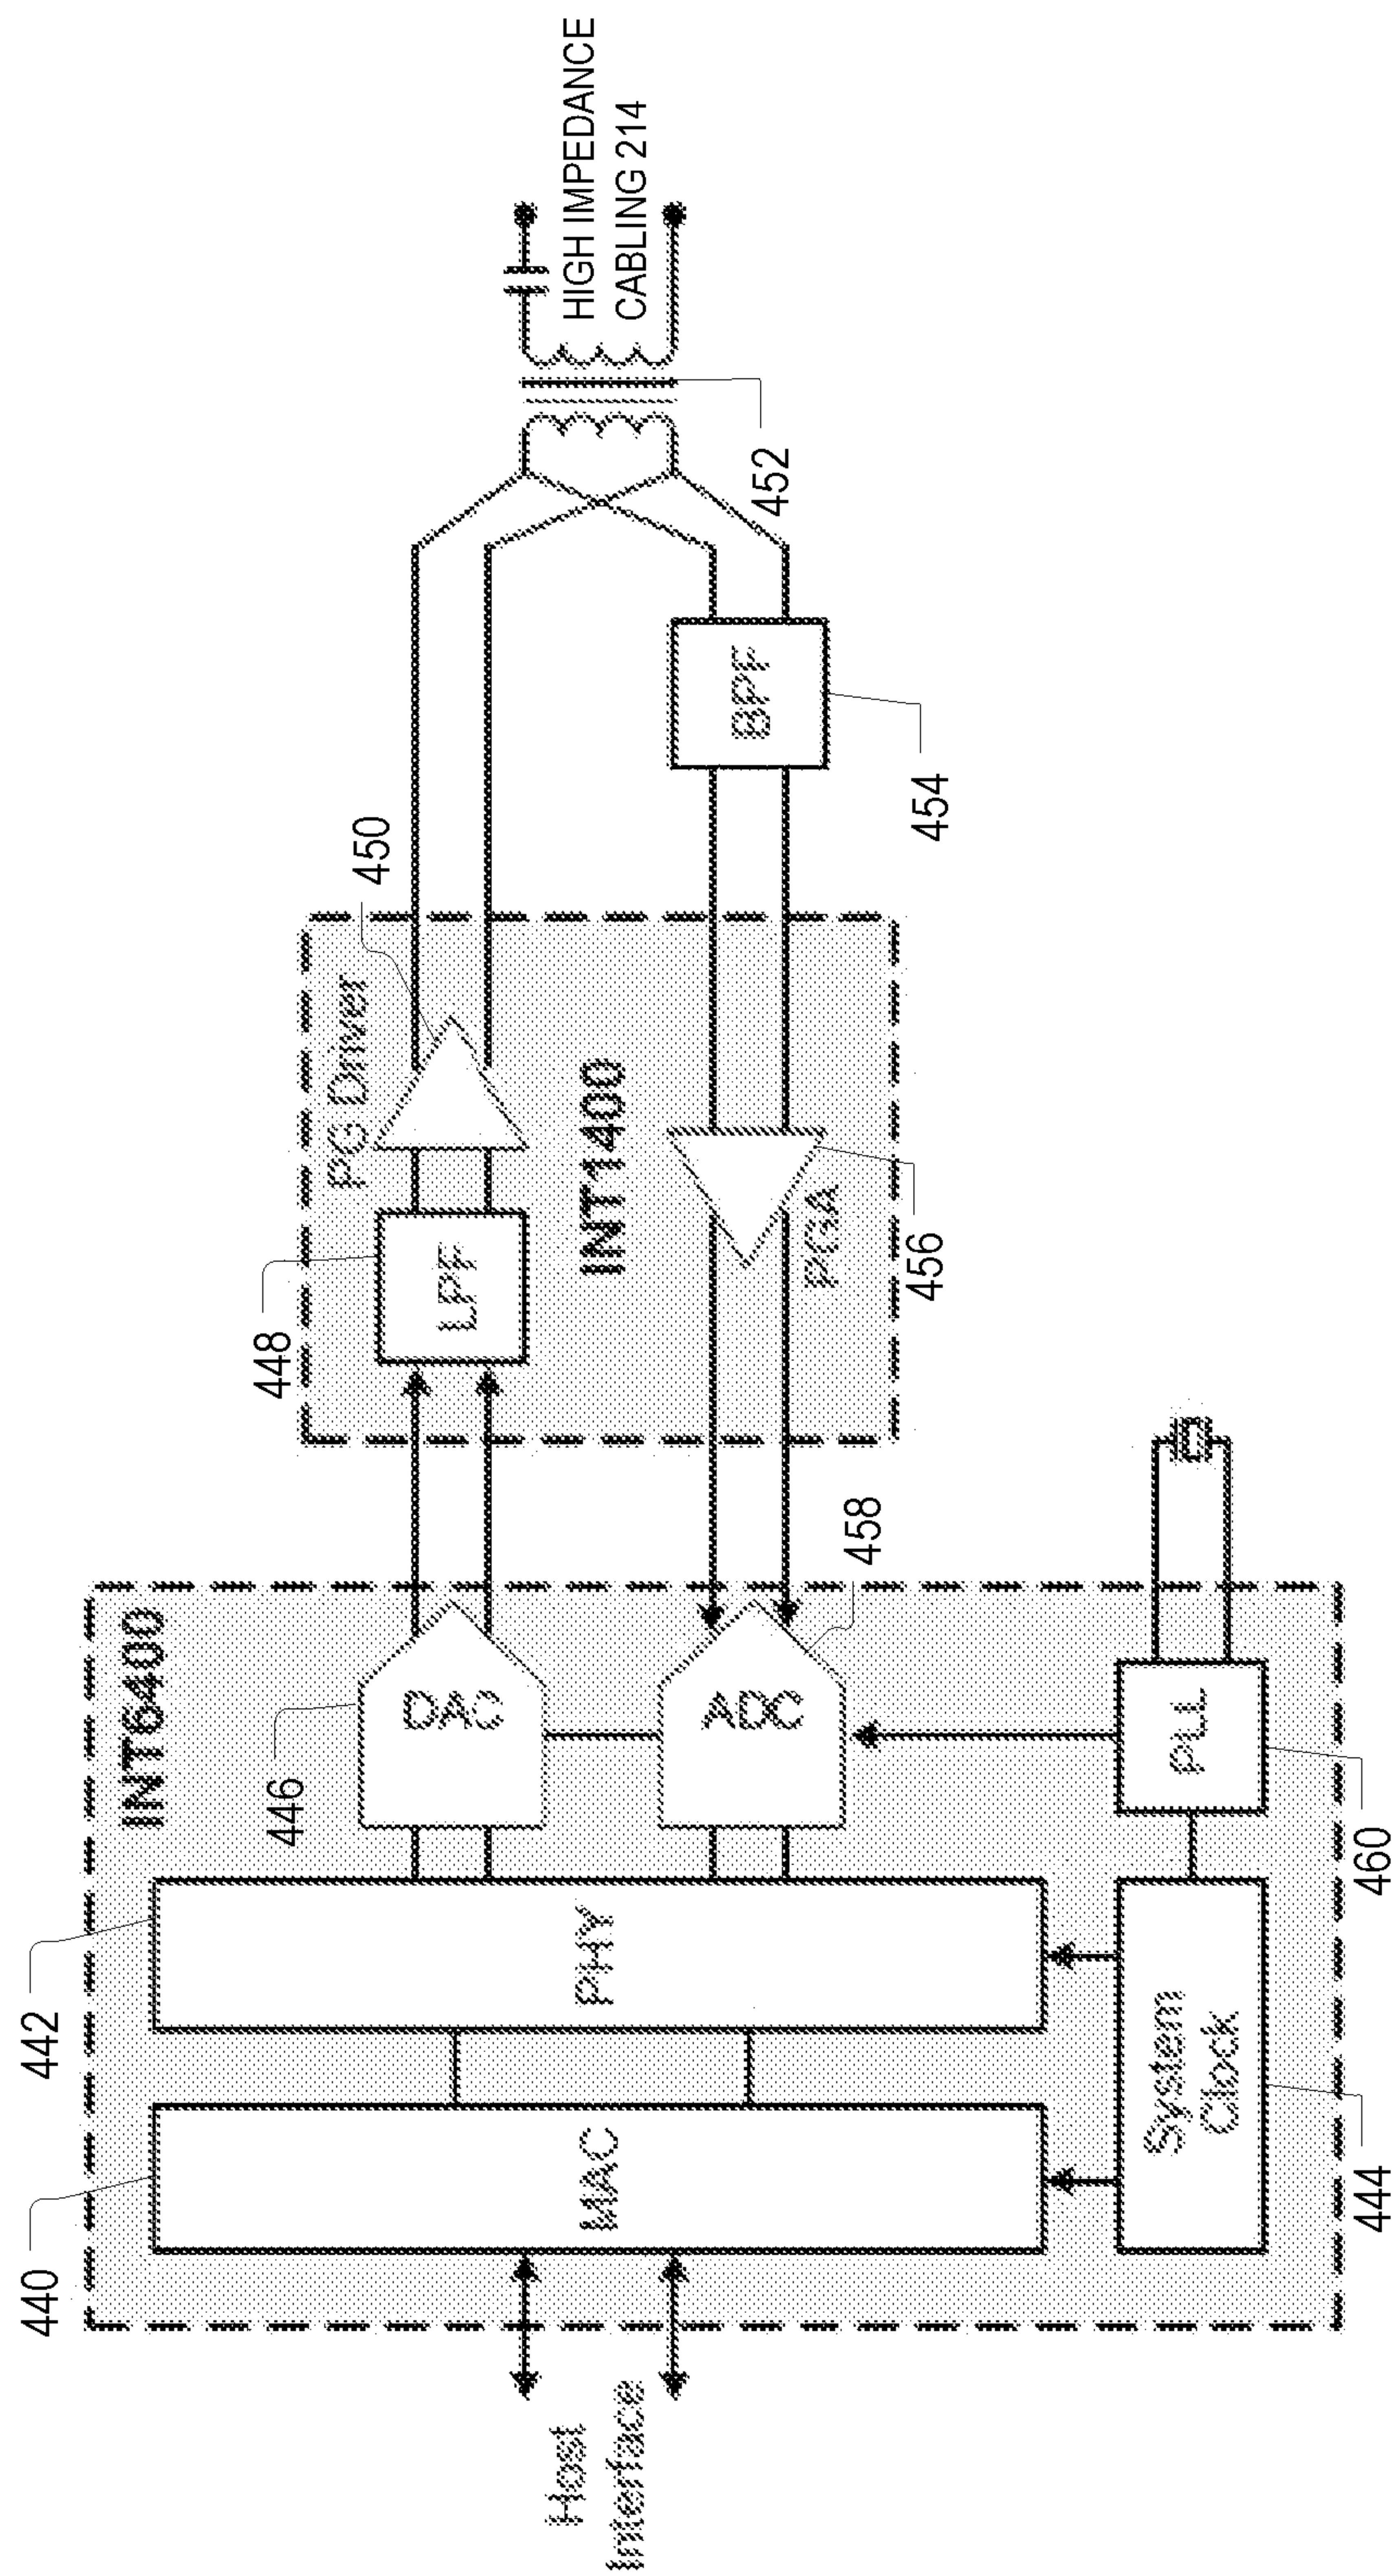 440
442
INT6400
446
448
PG Driver
450
Host
Interface
MAC
PHY
DAC
LPF
INT1400
HIGH IMPEDANCE
CABLING 214
ADC
458
PGA
456
BPF
454
452
System
Clock
444
PLL
460